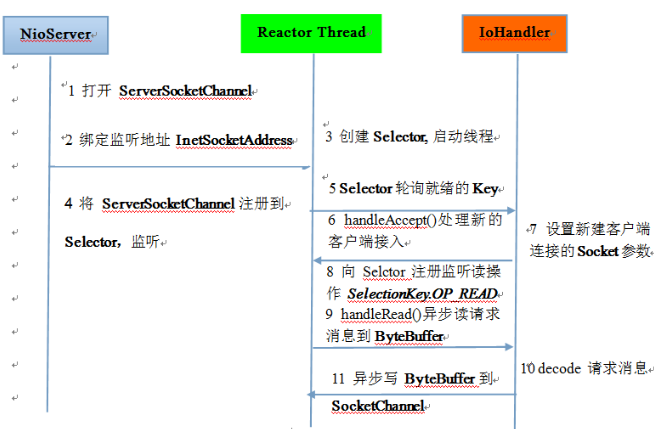 NioServer
Reactor Thread
IoHandler
1 打开 ServerSocketChannel
2 绑定监听地址 InetSocketAddress
3 创建 Selector, 启动线程
4 将 ServerSocketChannel 注册到
Selector，监听
5 Selector 轮询就绪的 Key
6 handleAccept()处理新的
客户端接入
7 设置新建客户端
连接的 Socket 参数
8 向 Selctor 注册监听读操
作 SelectionKey.OP_READ
9 handleRead()异步读请求
消息到 ByteBuffer
10 decode 请求消息
11 异步写 ByteBuffer 到
SocketChannel